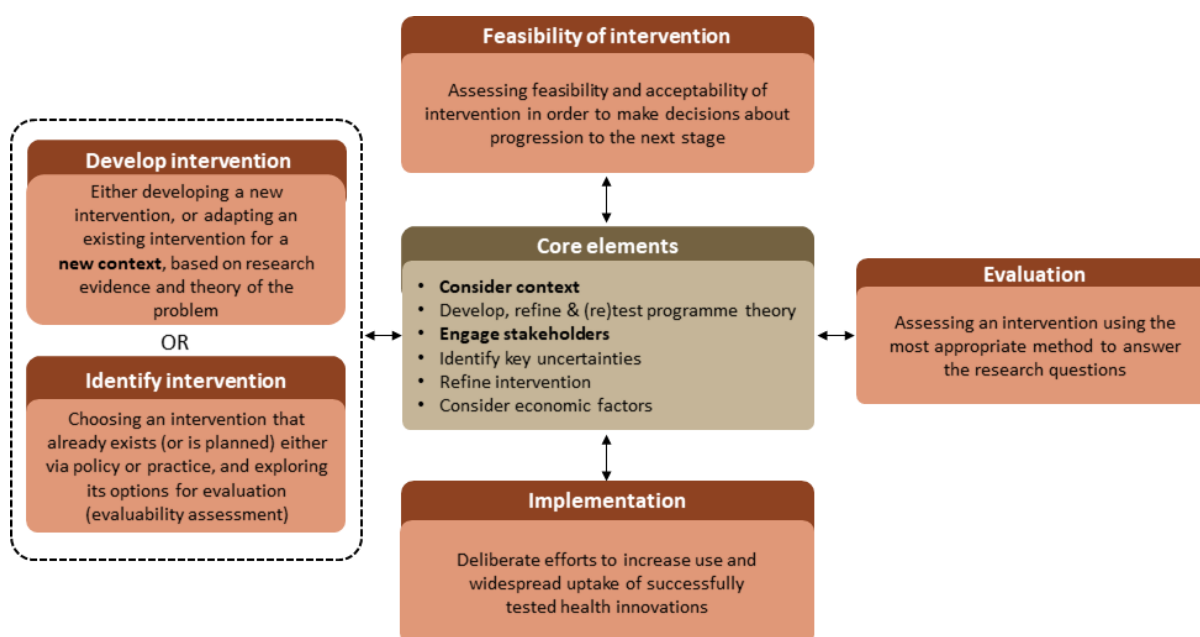 Feasibility of intervention
Assessing feasibility and acceptability of
intervention in order to make decisions about
progression to the next stage
Develop intervention
Either developing a new
intervention, or adapting an
existing intervention for a
new context, based on research
evidence and theory of the
problem
OR
Identify intervention
Choosing an intervention that
already exists (or is planned) either
via policy or practice, and exploring
its options for evaluation
(evaluability assessment)
Core elements
• Consider context
• Develop, refine & (re)test programme theory
• Engage stakeholders
• Identify key uncertainties
• Refine intervention
• Consider economic factors
Evaluation
Assessing an intervention using the
most appropriate method to answer
the research questions
Implementation
Deliberate efforts to increase use and
widespread uptake of successfully
tested health innovations